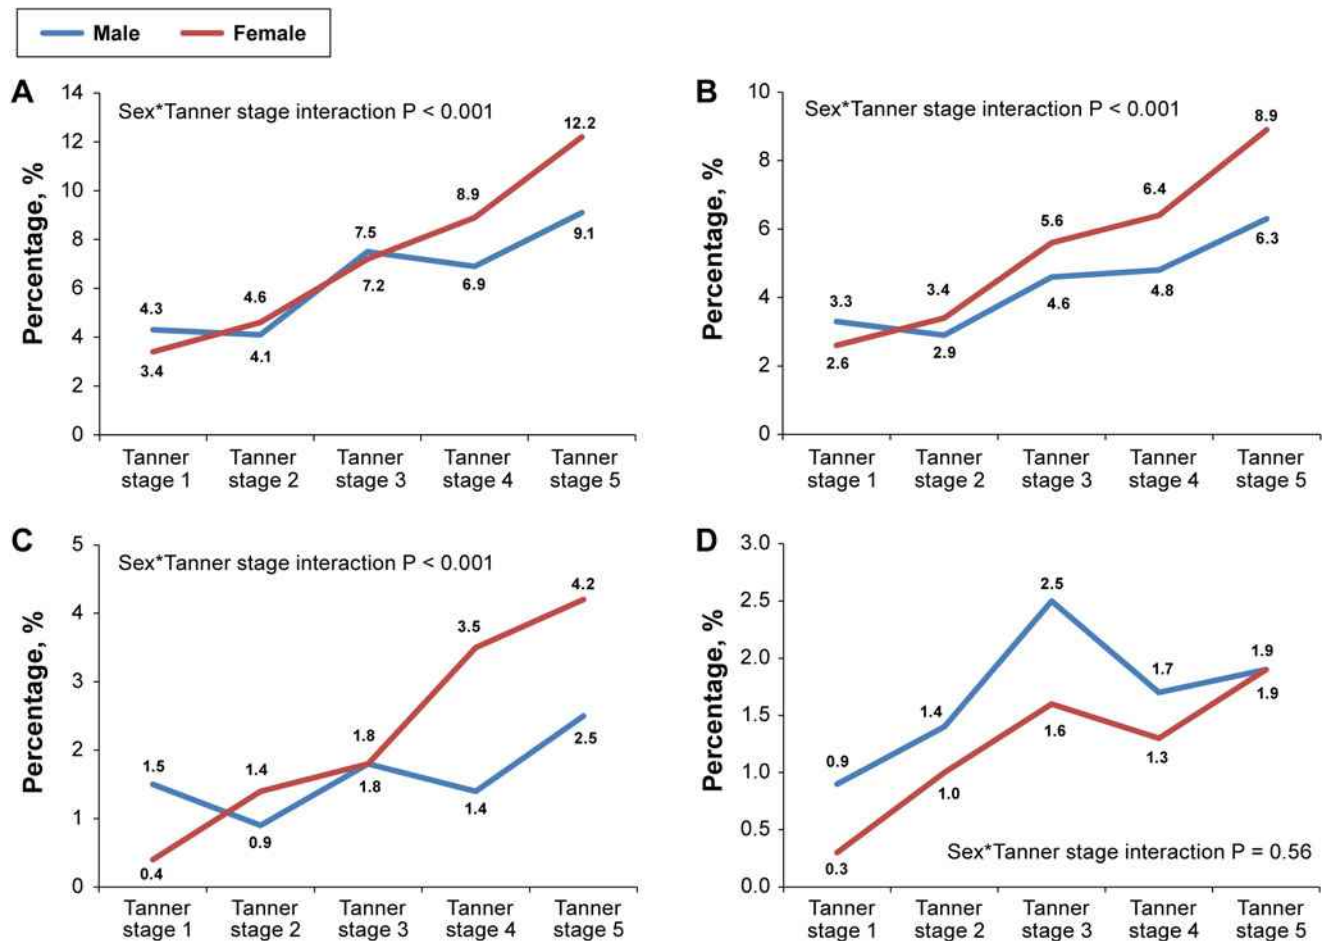 Male Female
A
Sex*Tanner stage interaction P < 0.001
Percentage, %
14
12
10
8
6
4
2
0
4.3
3.4
4.6
4.1
7.5
7.2
8.9
6.9
12.2
9.1
Tanner stage 1
Tanner stage 2
Tanner stage 3
Tanner stage 4
Tanner stage 5
B
Sex*Tanner stage interaction P < 0.001
Percentage, %
10
8
6
4
2
0
3.3
2.6
3.4
2.9
5.6
4.6
6.4
4.8
8.9
6.3
Tanner stage 1
Tanner stage 2
Tanner stage 3
Tanner stage 4
Tanner stage 5
C
Sex*Tanner stage interaction P < 0.001
Percentage, %
5
4
3
2
1
0
1.5
0.4
1.4
0.9
1.8
1.8
3.5
1.4
4.2
2.5
Tanner stage 1
Tanner stage 2
Tanner stage 3
Tanner stage 4
Tanner stage 5
D
Percentage, %
3.0
2.5
2.0
1.5
1.0
0.5
0.0
0.9
0.3
1.4
1.0
2.5
1.6
1.7
1.3
1.9
1.9
Sex*Tanner stage interaction P = 0.56
Tanner stage 1
Tanner stage 2
Tanner stage 3
Tanner stage 4
Tanner stage 5